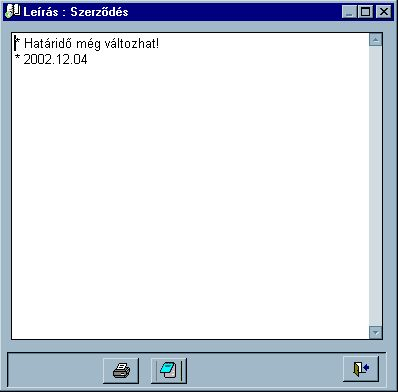 Leírás : Szerződés
* Határidő még változhat!
* 2002.12.04